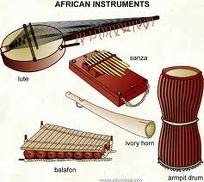 AFRICAN INSTRUMENTS
sanza
lute
ivory horn
balafon
armpit drum